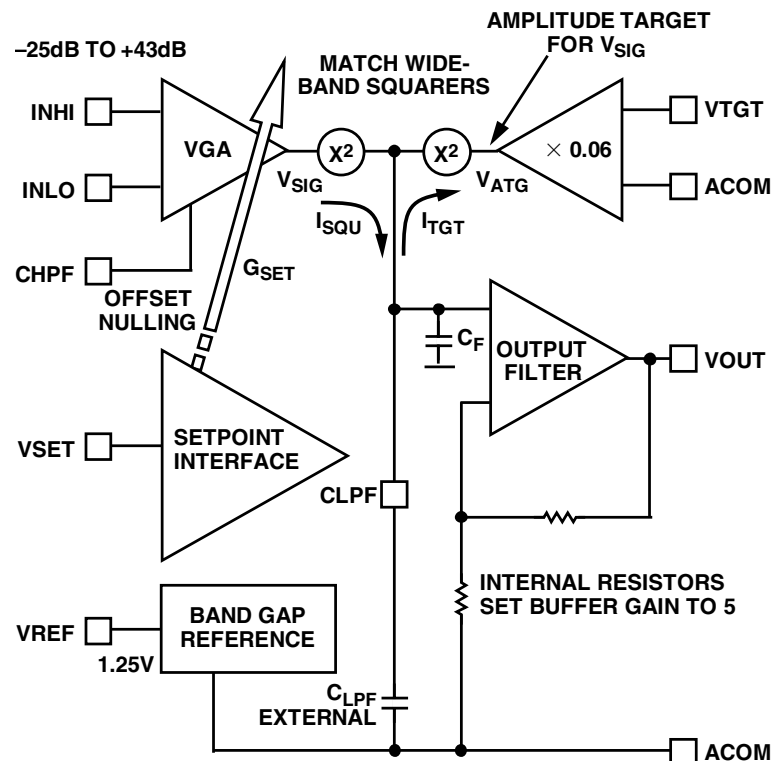 –25dB TO +43dB
AMPLITUDE TARGET
FOR VSIG
MATCH WIDE-
BAND SQUARERS
INHI
VGA
X2
X2
× 0.06
VTGT
INLO
VSIG
VATG
ACOM
ISQU
ITGT
CHPF
GSET
OFFSET
NULLING
CF
OUTPUT
FILTER
VOUT
VSET
SETPOINT
INTERFACE
CLPF
INTERNAL RESISTORS
SET BUFFER GAIN TO 5
VREF
BAND GAP
REFERENCE
1.25V
CLPF
EXTERNAL
ACOM